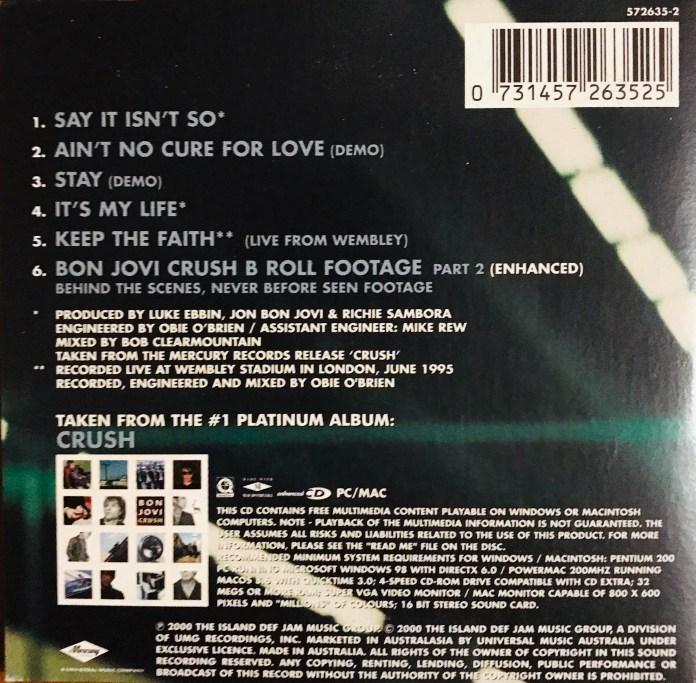 572635-2
0 731457 263525
1. SAY IT ISN'T SO*
2. AIN'T NO CURE FOR LOVE (DEMO)
3. STAY (DEMO)
4. IT'S MY LIFE*
5. KEEP THE FAITH** (LIVE FROM WEMBLEY)
6. BON JOVI CRUSH B ROLL FOOTAGE PART 2 (ENHANCED)
BEHIND THE SCENES, NEVER BEFORE SEEN FOOTAGE
* PRODUCED BY LUKE EBBIN, JON BON JOVI & RICHIE SAMBORA
ENGINEERED BY OBIE O'BRIEN / ASSISTANT ENGINEER: MIKE REW
MIXED BY BOB CLEARMOUNTAIN
TAKEN FROM THE MERCURY RECORDS RELEASE 'CRUSH'
** RECORDED LIVE AT WEMBLEY STADIUM IN LONDON, JUNE 1995
RECORDED, ENGINEERED AND MIXED BY OBIE O'BRIEN
TAKEN FROM THE #1 PLATINUM ALBUM:
CRUSH
BON
JOVI
CRUSH
enhanced CD PC/MAC
THIS CD CONTAINS FREE MULTIMEDIA CONTENT PLAYABLE ON WINDOWS OR MACINTOSH
COMPUTERS. NOTE - PLAYBACK OF THE MULTIMEDIA INFORMATION IS NOT GUARANTEED. THE
USER ASSUMES ALL RISKS AND LIABILITIES RELATED TO THE USE OF THIS PRODUCT. FOR MORE
INFORMATION, PLEASE SEE THE "READ ME" FILE ON THE DISC.
RECOMMENDED MINIMUM SYSTEM REQUIREMENTS FOR WINDOWS / MACINTOSH: PENTIUM 200
PC RUNNING MICROSOFT WINDOWS 98 WITH DIRECTX 6.0 / POWERMAC 200MHZ RUNNING
MACOS WITH QUICKTIME 3.0; 4-SPEED CD-ROM DRIVE COMPATIBLE WITH CD EXTRA; 32
MEGS OR MORE RAM; SUPER VGA VIDEO MONITOR / MAC MONITOR CAPABLE OF 800 X 600
PIXELS AND "MILLIONS" OF COLOURS; 16 BIT STEREO SOUND CARD.
Mercury
℗ 2000 THE ISLAND DEF JAM MUSIC GROUP. © 2000 THE ISLAND DEF JAM MUSIC GROUP, A DIVISION
OF UMG RECORDINGS, INC. MARKETED IN AUSTRALASIA BY UNIVERSAL MUSIC AUSTRALIA UNDER
EXCLUSIVE LICENCE. MADE IN AUSTRALIA. ALL RIGHTS OF THE OWNER OF COPYRIGHT IN THIS SOUND
RECORDING RESERVED. ANY COPYING, RENTING, LENDING, DIFFUSION, PUBLIC PERFORMANCE OR
BROADCAST OF THIS RECORD WITHOUT THE AUTHORITY OF THE COPYRIGHT OWNER IS PROHIBITED.